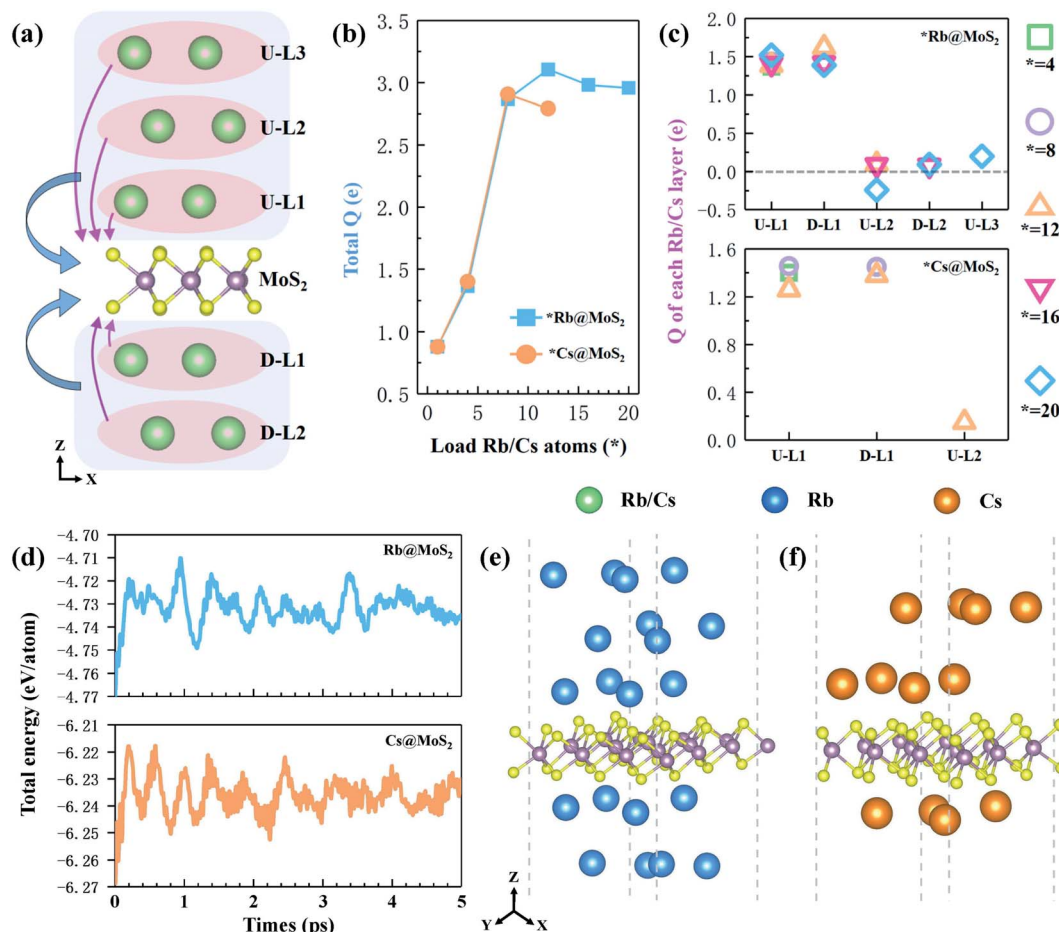 (a)
U-L3
U-L2
U-L1
MoS₂
D-L1
D-L2
Z
X
(b)
Total Q (e)
3.5
3.0
2.5
2.0
1.5
1.0
0.5
0.0
*Rb@MoS₂
*Cs@MoS₂
0 5 10 15 20
Load Rb/Cs atoms (*)
(c)
Q of each Rb/Cs layer (e)
2.0
1.5
1.0
0.5
0.0
-0.5
*Rb@MoS₂
U-L1 D-L1 U-L2 D-L2 U-L3
1.6
1.2
0.8
0.4
0.0
*Cs@MoS₂
U-L1 D-L1 U-L2
*=4
*=8
*=12
*=16
*=20
Rb/Cs Rb Cs
(d)
Total energy (eV/atom)
-4.70
-4.71
-4.72
-4.73
-4.74
-4.75
-4.76
-4.77
Rb@MoS₂
-6.21
-6.22
-6.23
-6.24
-6.25
-6.26
-6.27
Cs@MoS₂
0 1 2 3 4 5
Times (ps)
(e)
Z
Y X
(f)